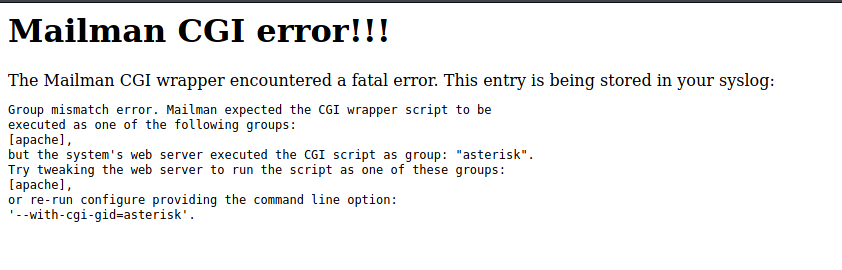 Mailman CGI error!!!
The Mailman CGI wrapper encountered a fatal error. This entry is being stored in your syslog:
Group mismatch error. Mailman expected the CGI wrapper script to be
executed as one of the following groups:
[apache],
but the system's web server executed the CGI script as group: "asterisk".
Try tweaking the web server to run the script as one of these groups:
[apache],
or re-run configure providing the command line option:
'--with-cgi-gid=asterisk'.